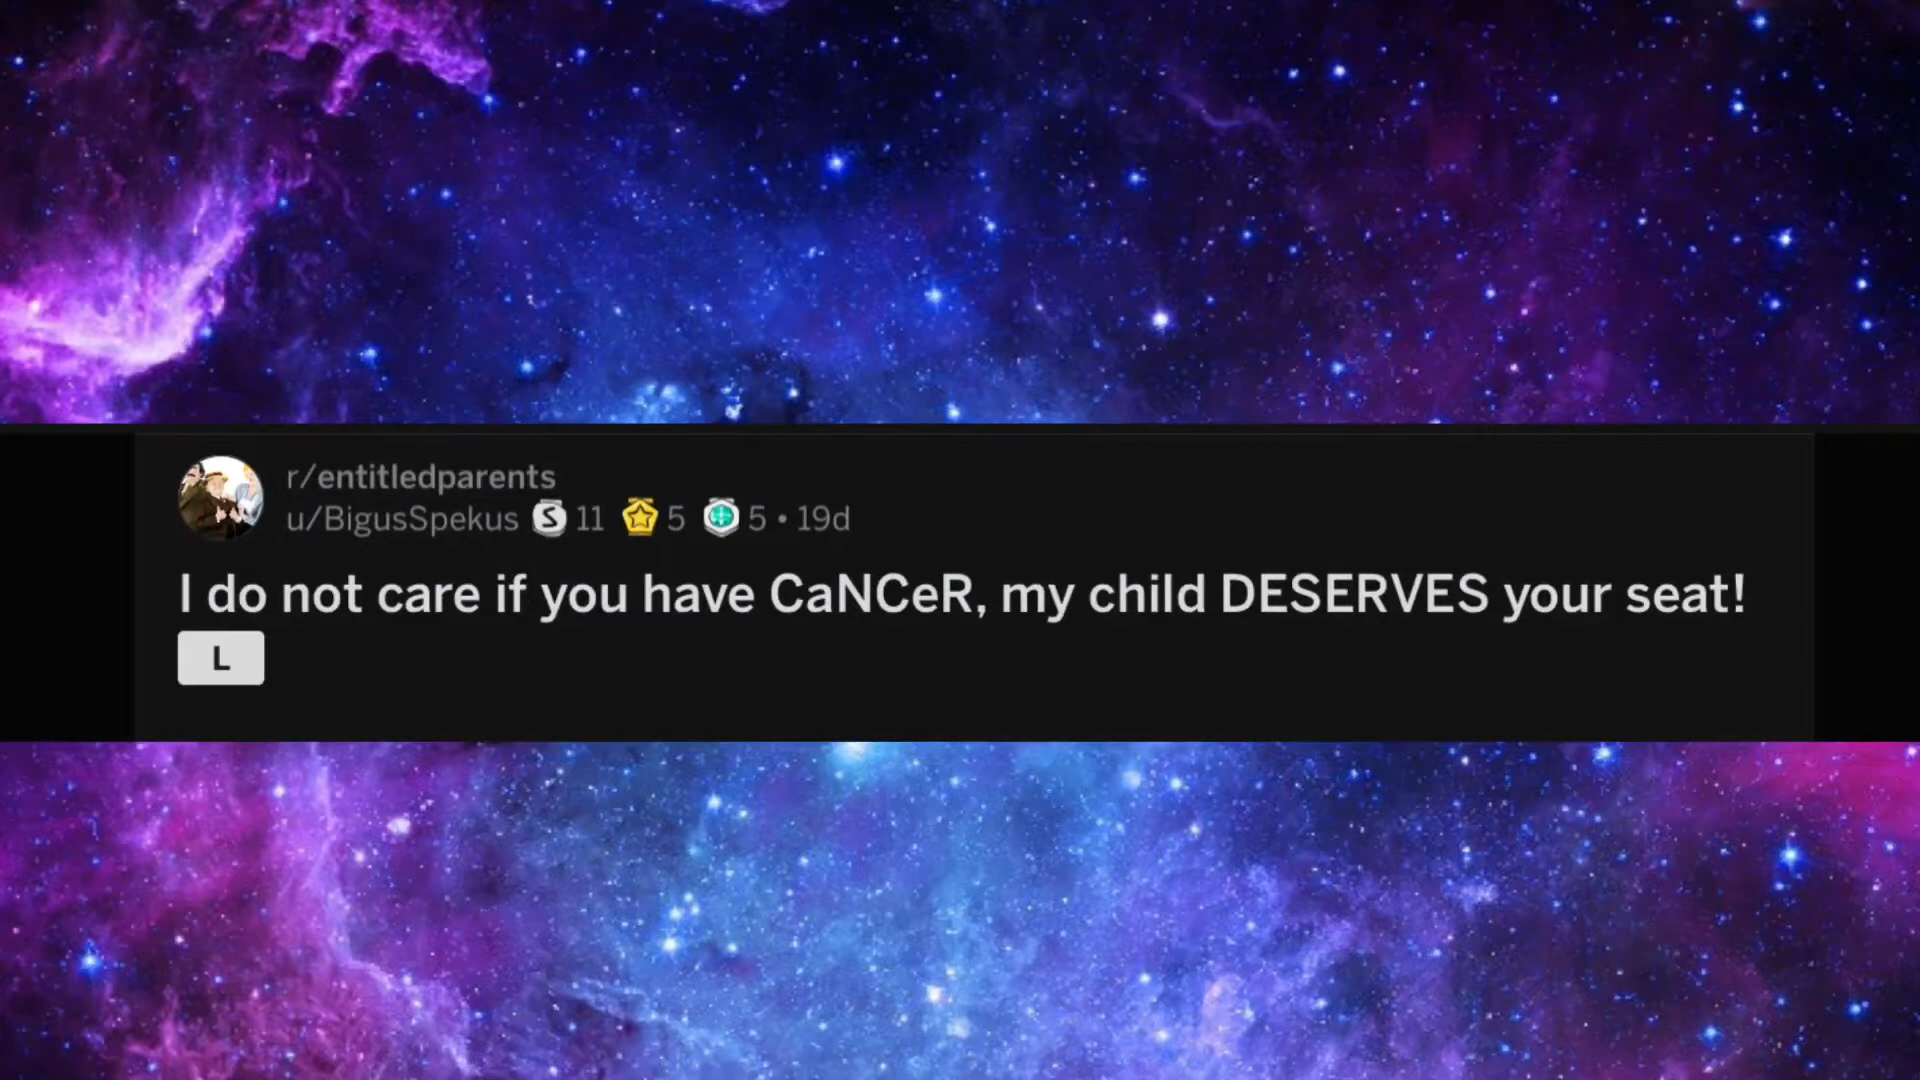 r/entitledparents
u/BigusSpekus S 11 5 5 • 19d
I do not care if you have CaNCeR, my child DESERVES your seat!
L